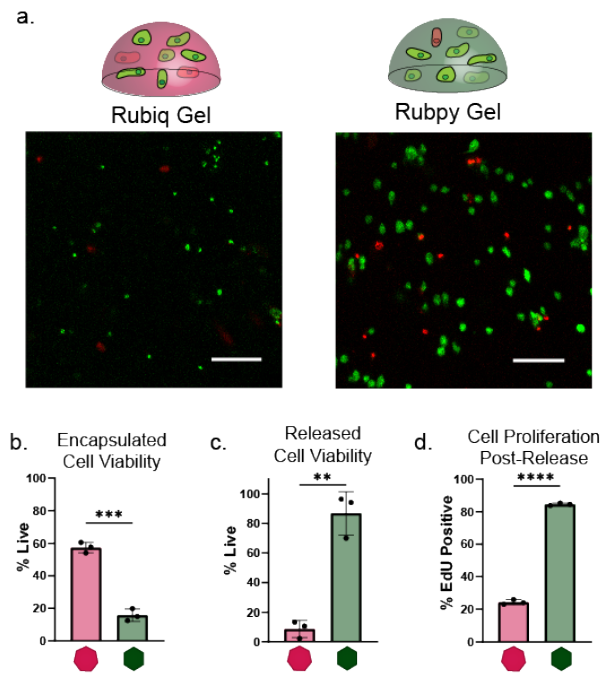 a.
Rubiq Gel
Rubpy Gel
b.
Encapsulated
Cell Viability
c.
Released
Cell Viability
d.
Cell Proliferation
Post-Release
% Live
100
80
60
40
20
0
***
% Live
100
80
60
40
20
0
**
% EdU Positive
100
80
60
40
20
0
****